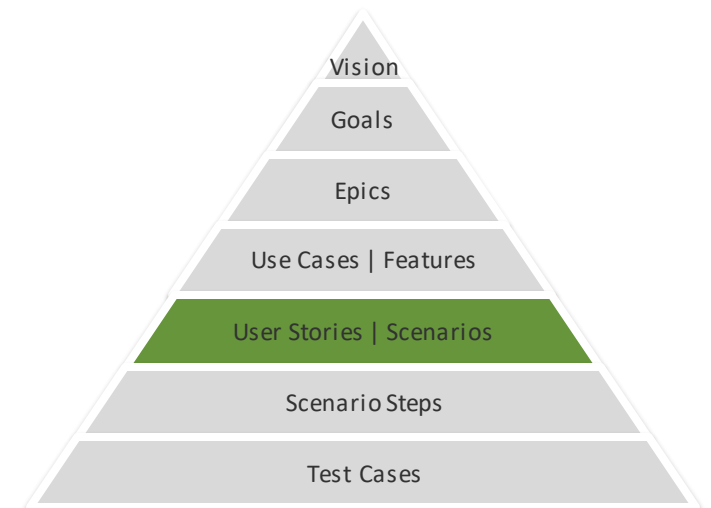 Vision
Goals
Epics
Use Cases | Features
User Stories | Scenarios
Scenario Steps
Test Cases